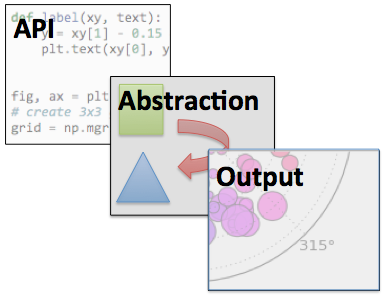 API
def label(xy, text):
y = xy[1] - 0.15
plt.text(xy[0], y
fig, ax = plt
# create 3x3
grid = np.mgr
Abstraction
Output
315°